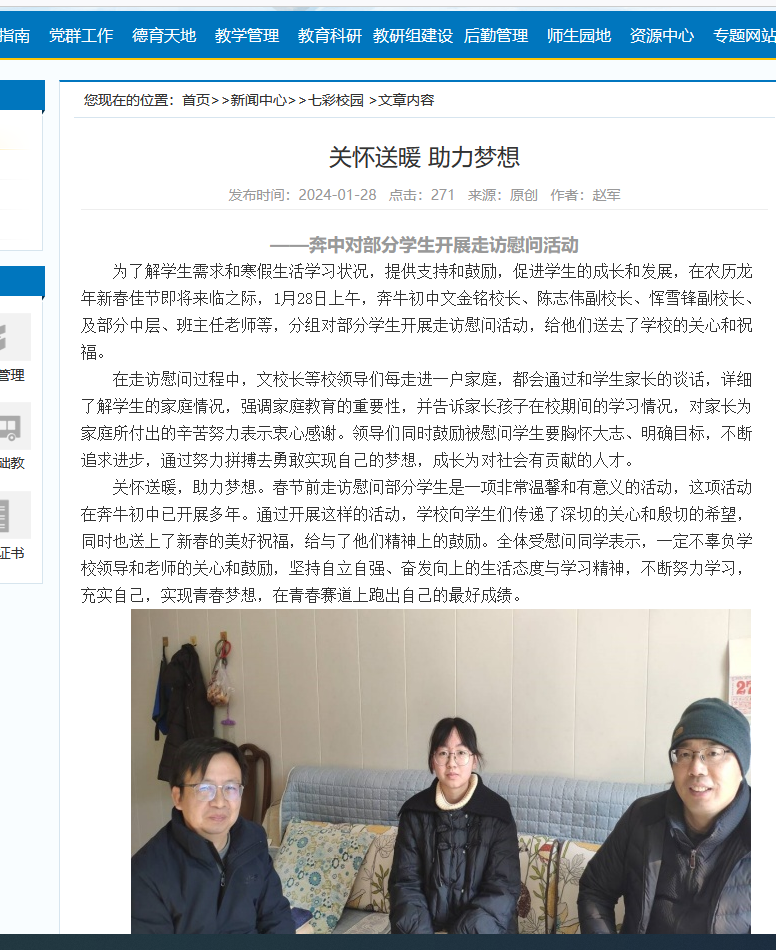 指南 党群工作 德育天地 教学管理 教育科研 教研组建设 后勤管理 师生园地 资源中心 专题网站
您现在的位置：首页>>新闻中心>>七彩校园 >文章内容
关怀送暖 助力梦想
发布时间：2024-01-28 点击：271 来源：原创 作者：赵军
——奔中对部分学生开展走访慰问活动
为了解学生需求和寒假生活学习状况，提供支持和鼓励，促进学生的成长和发展，在农历龙
年新春佳节即将来临之际，1月28日上午，奔牛初中文金铭校长、陈志伟副校长、恽雪锋副校长、
及部分中层、班主任老师等，分组对部分学生开展走访慰问活动，给他们送去了学校的关心和祝
福。
在走访慰问过程中，文校长等校领导们每走进一户家庭，都会通过和学生家长的谈话，详细
了解学生的家庭情况，强调家庭教育的重要性，并告诉家长孩子在校期间的学习情况，对家长为
家庭所付出的辛苦努力表示衷心感谢。领导们同时鼓励被慰问学生要胸怀大志、明确目标，不断
追求进步，通过努力拼搏去勇敢实现自己的梦想，成长为对社会有贡献的人才。
关怀送暖，助力梦想。春节前走访慰问部分学生是一项非常温馨和有意义的活动，这项活动
在奔牛初中已开展多年。通过开展这样的活动，学校向学生们传递了深切的关心和殷切的希望，
同时也送上了新春的美好祝福，给与了他们精神上的鼓励。全体受慰问同学表示，一定不辜负学
校领导和老师的关心和鼓励，坚持自立自强、奋发向上的生活态度与学习精神，不断努力学习，
充实自己，实现青春梦想，在青春赛道上跑出自己的最好成绩。
管理
础教
证书
27